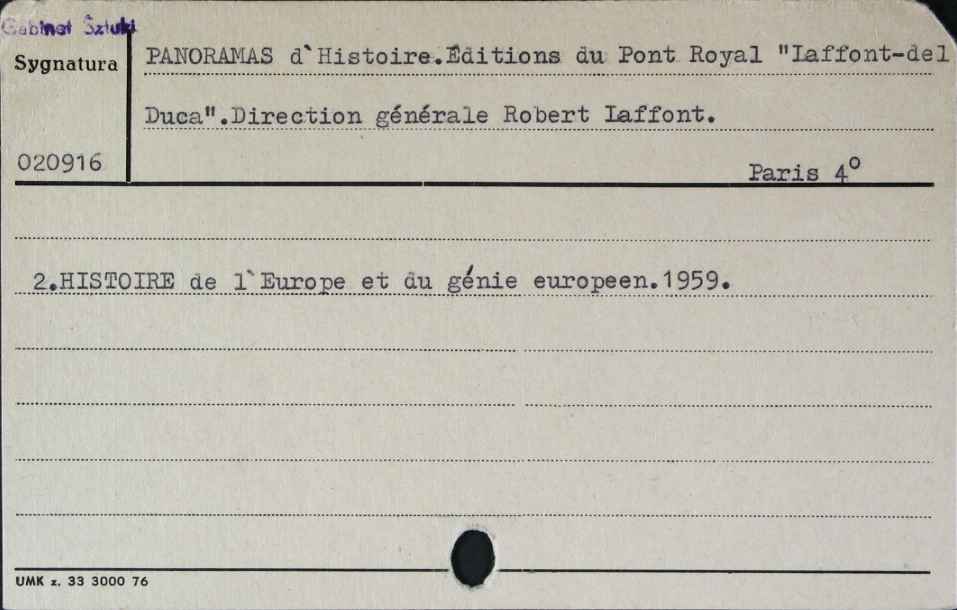 Gabinet Sztuki
Sygnatura
PANORAMAS d`Histoire.Éditions du Pont Royal "Laffont-del
Duca".Direction générale Robert Laffont.
020916
Paris 4°
2.HISTOIRE de l`Europe et du génie europeen.1959.
UMK z. 33 3000 76